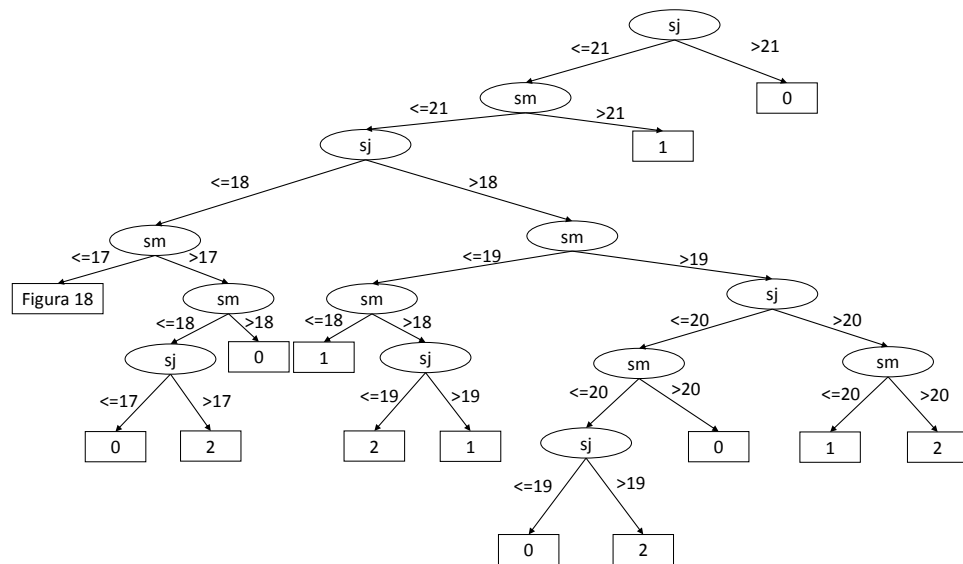 sj
<=21 >21
sm 0
<=21 >21
sj 1
<=18 >18
sm sm
<=17 >17 <=19 >19
Figura 18 sm sm sj
<=18 >18 <=18 >18 <=20 >20
sj 0 1 sj sm sm
<=17 >17 <=19 >19 <=20 >20 <=20 >20
0 2 2 1 sj 0 1 2
<=19 >19
0 2